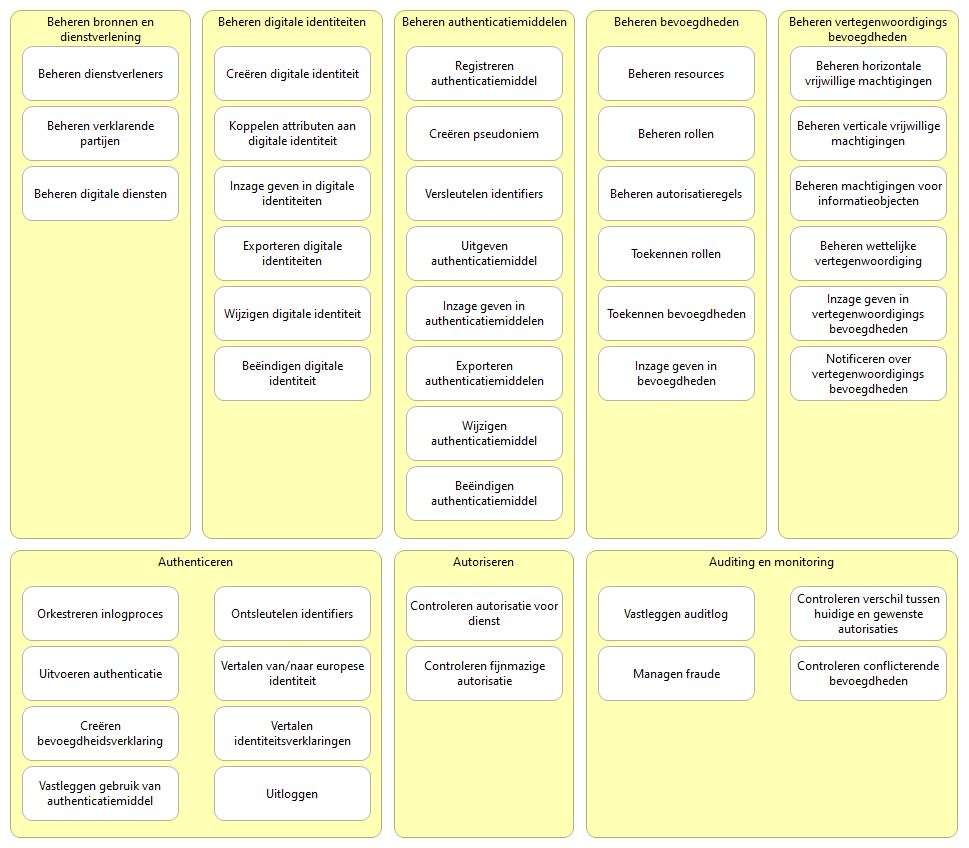 Beheren bronnen en
dienstverlening
Beheren dienstverleners
Beheren verklarende
partijen
Beheren digitale diensten
Beheren digitale identiteiten
Creëren digitale identiteit
Koppelen attributen aan
digitale identiteit
Inzage geven in digitale
identiteiten
Exporteren digitale
identiteiten
Wijzigen digitale identiteit
Beëindigen digitale
identiteit
Beheren authenticatiemiddelen
Registreren
authenticatiemiddel
Creëren pseudoniem
Versleutelen identifiers
Uitgeven
authenticatiemiddel
Inzage geven in
authenticatiemiddelen
Exporteren
authenticatiemiddelen
Wijzigen
authenticatiemiddel
Beëindigen
authenticatiemiddel
Beheren bevoegdheden
Beheren resources
Beheren rollen
Beheren autorisatieregels
Toekennen rollen
Toekennen bevoegdheden
Inzage geven in
bevoegdheden
Beheren vertegenwoordigings
bevoegdheden
Beheren horizontale
vrijwillige machtigingen
Beheren verticale vrijwillige
machtigingen
Beheren machtigingen voor
informatieobjecten
Beheren wettelijke
vertegenwoordiging
Inzage geven in
vertegenwoordigings
bevoegdheden
Notificeren over
vertegenwoordigings
bevoegdheden
Authenticeren
Orkestreren inlogproces
Uitvoeren authenticatie
Creëren
bevoegdheidsverklaring
Vastleggen gebruik van
authenticatiemiddel
Ontsleutelen identifiers
Vertalen van/naar europese
identiteit
Vertalen
identiteitsverklaringen
Uitloggen
Autoriseren
Controleren autorisatie voor
dienst
Controleren fijnmazige
autorisatie
Auditing en monitoring
Vastleggen auditlog
Managen fraude
Controleren verschil tussen
huidige en gewenste
autorisaties
Controleren conflicterende
bevoegdheden